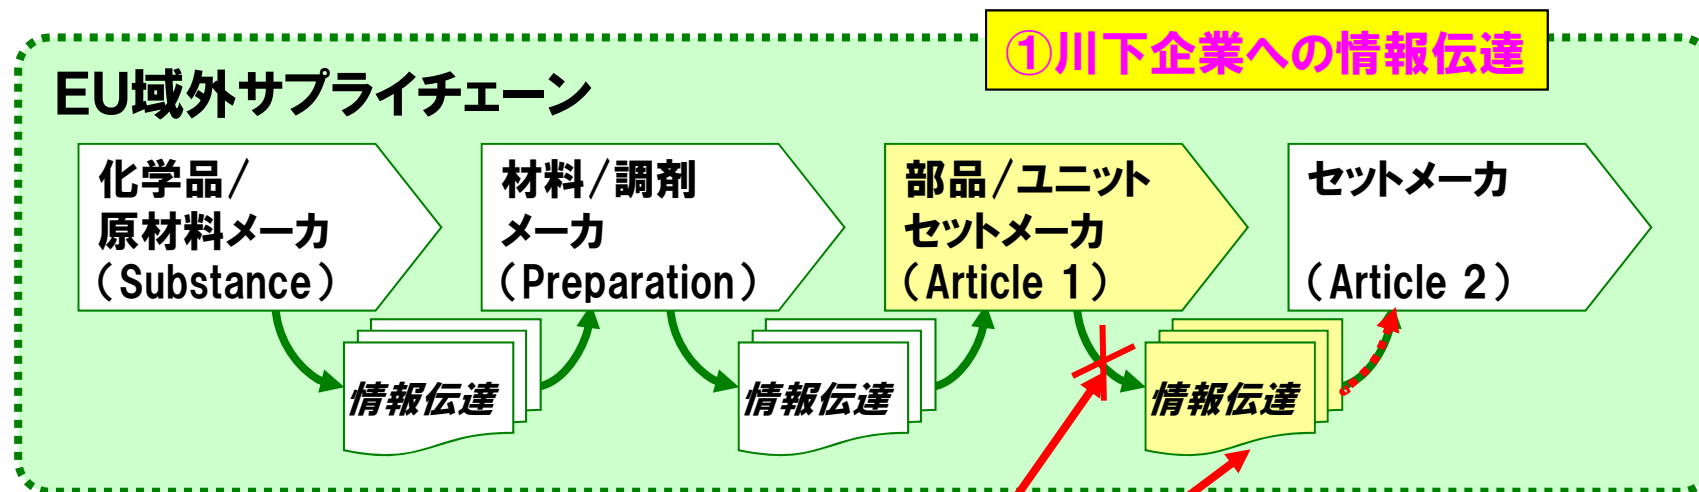 ①川下企業への情報伝達
EU域外サプライチェーン
化学品/
原材料メーカ
(Substance)
材料/調剤
メーカ
(Preparation)
部品/ユニット
セットメーカ
(Article 1)
セットメーカ
(Article 2)
情報伝達
情報伝達
情報伝達